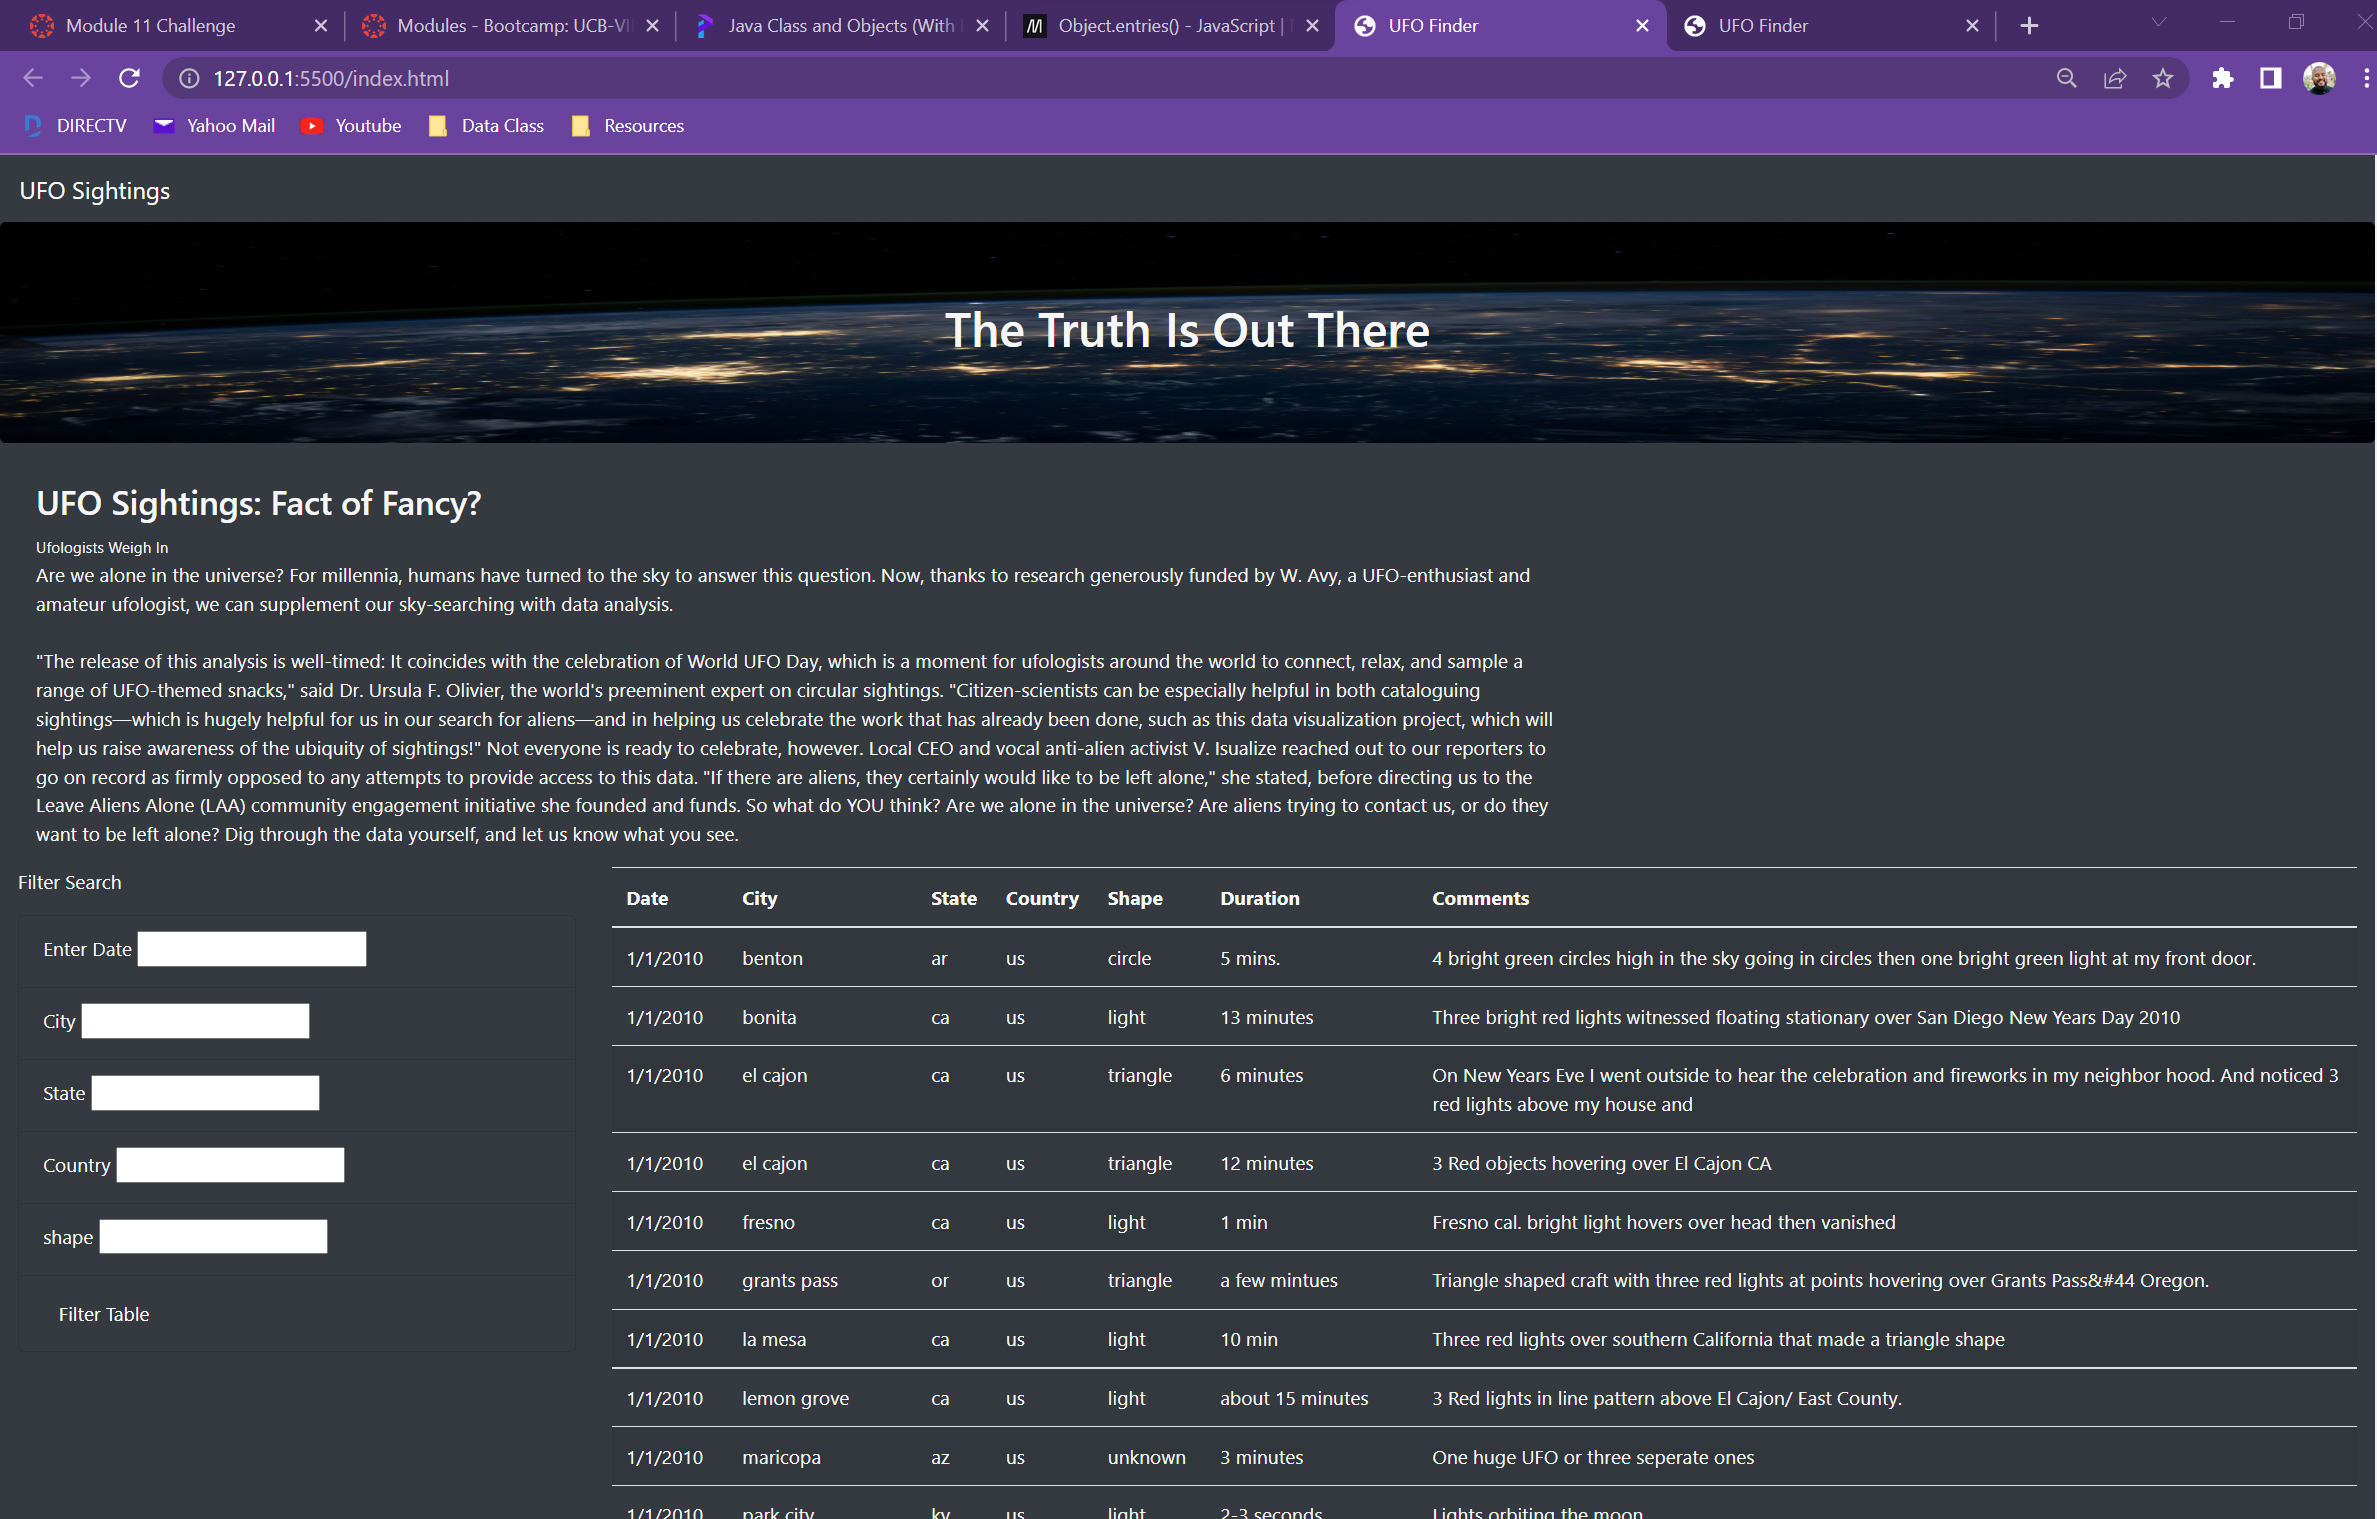 Module 11 Challenge
Modules - Bootcamp: UCB-VI
Java Class and Objects (With
Object.entries() - JavaScript |
UFO Finder
UFO Finder
127.0.0.1:5500/index.html
DIRECTV
Yahoo Mail
Youtube
Data Class
Resources
UFO Sightings
The Truth Is Out There
UFO Sightings: Fact of Fancy?
Ufologists Weigh In
Are we alone in the universe? For millennia, humans have turned to the sky to answer this question. Now, thanks to research generously funded by W. Avy, a UFO-enthusiast and
amateur ufologist, we can supplement our sky-searching with data analysis.
"The release of this analysis is well-timed: It coincides with the celebration of World UFO Day, which is a moment for ufologists around the world to connect, relax, and sample a
range of UFO-themed snacks," said Dr. Ursula F. Olivier, the world's preeminent expert on circular sightings. "Citizen-scientists can be especially helpful in both cataloguing
sightings—which is hugely helpful for us in our search for aliens—and in helping us celebrate the work that has already been done, such as this data visualization project, which will
help us raise awareness of the ubiquity of sightings!" Not everyone is ready to celebrate, however. Local CEO and vocal anti-alien activist V. Isualize reached out to our reporters to
go on record as firmly opposed to any attempts to provide access to this data. "If there are aliens, they certainly would like to be left alone," she stated, before directing us to the
Leave Aliens Alone (LAA) community engagement initiative she founded and funds. So what do YOU think? Are we alone in the universe? Are aliens trying to contact us, or do they
want to be left alone? Dig through the data yourself, and let us know what you see.
Filter Search
Enter Date
City
State
Country
shape
Filter Table
Date City State Country Shape Duration Comments
1/1/2010 benton ar us circle 5 mins. 4 bright green circles high in the sky going in circles then one bright green light at my front door.
1/1/2010 bonita ca us light 13 minutes Three bright red lights witnessed floating stationary over San Diego New Years Day 2010
1/1/2010 el cajon ca us triangle 6 minutes On New Years Eve I went outside to hear the celebration and fireworks in my neighbor hood. And noticed 3
red lights above my house and
1/1/2010 el cajon ca us triangle 12 minutes 3 Red objects hovering over El Cajon CA
1/1/2010 fresno ca us light 1 min Fresno cal. bright light hovers over head then vanished
1/1/2010 grants pass or us triangle a few mintues Triangle shaped craft with three red lights at points hovering over Grants Pass&#44 Oregon.
1/1/2010 la mesa ca us light 10 min Three red lights over southern California that made a triangle shape
1/1/2010 lemon grove ca us light about 15 minutes 3 Red lights in line pattern above El Cajon/ East County.
1/1/2010 maricopa az us unknown 3 minutes One huge UFO or three seperate ones
1/1/2010 park city ky us light 2-3 seconds Lights orbiting the moon